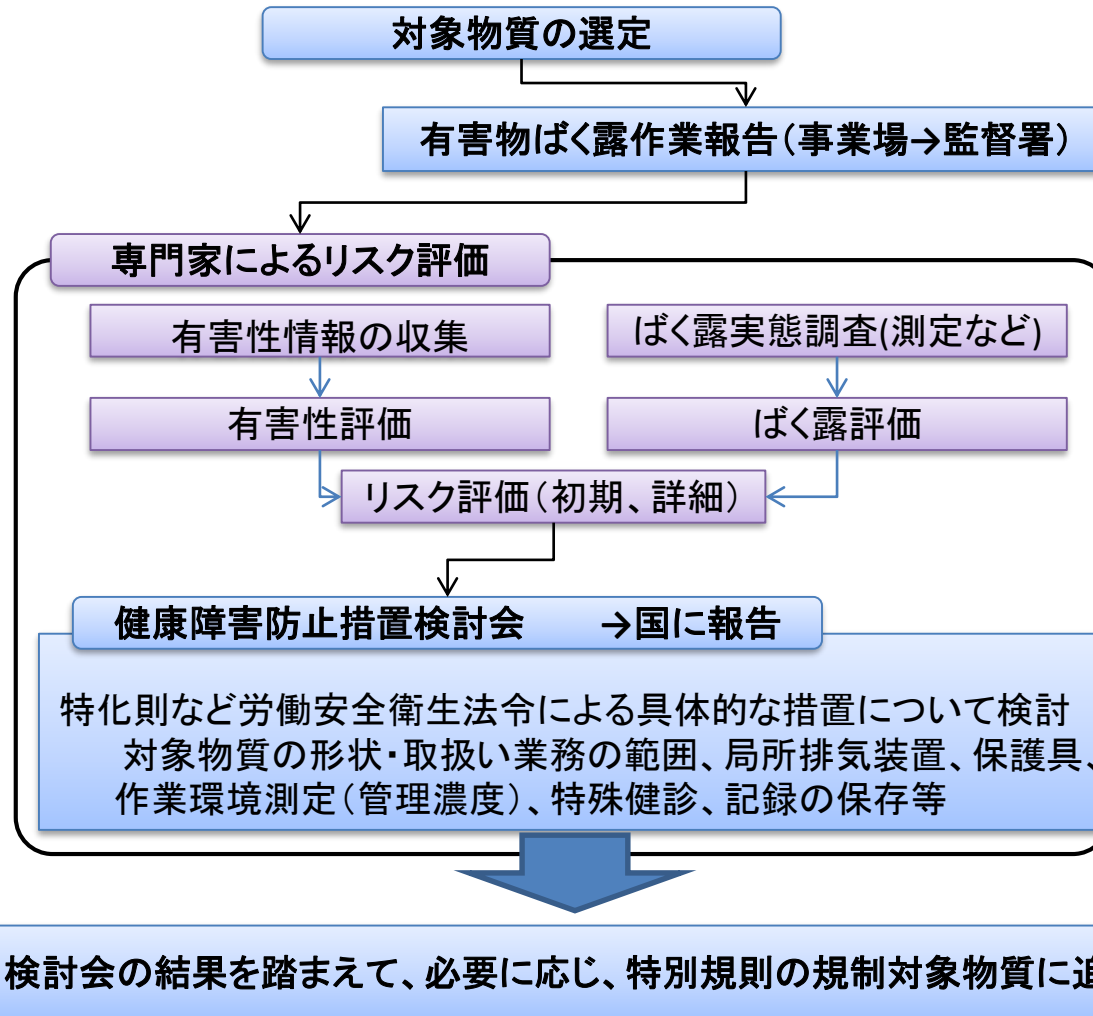 対象物質の選定
有害物ばく露作業報告（事業場→監督署）
専門家によるリスク評価
有害性情報の収集
ばく露実態調査(測定など)
有害性評価
ばく露評価
リスク評価（初期、詳細）
健康障害防止措置検討会　　→国に報告
特化則など労働安全衛生法令による具体的な措置について検討
対象物質の形状・取扱い業務の範囲、局所排気装置、保護具、
作業環境測定（管理濃度）、特殊健診、記録の保存等
検討会の結果を踏まえて、必要に応じ、特別規則の規制対象物質に